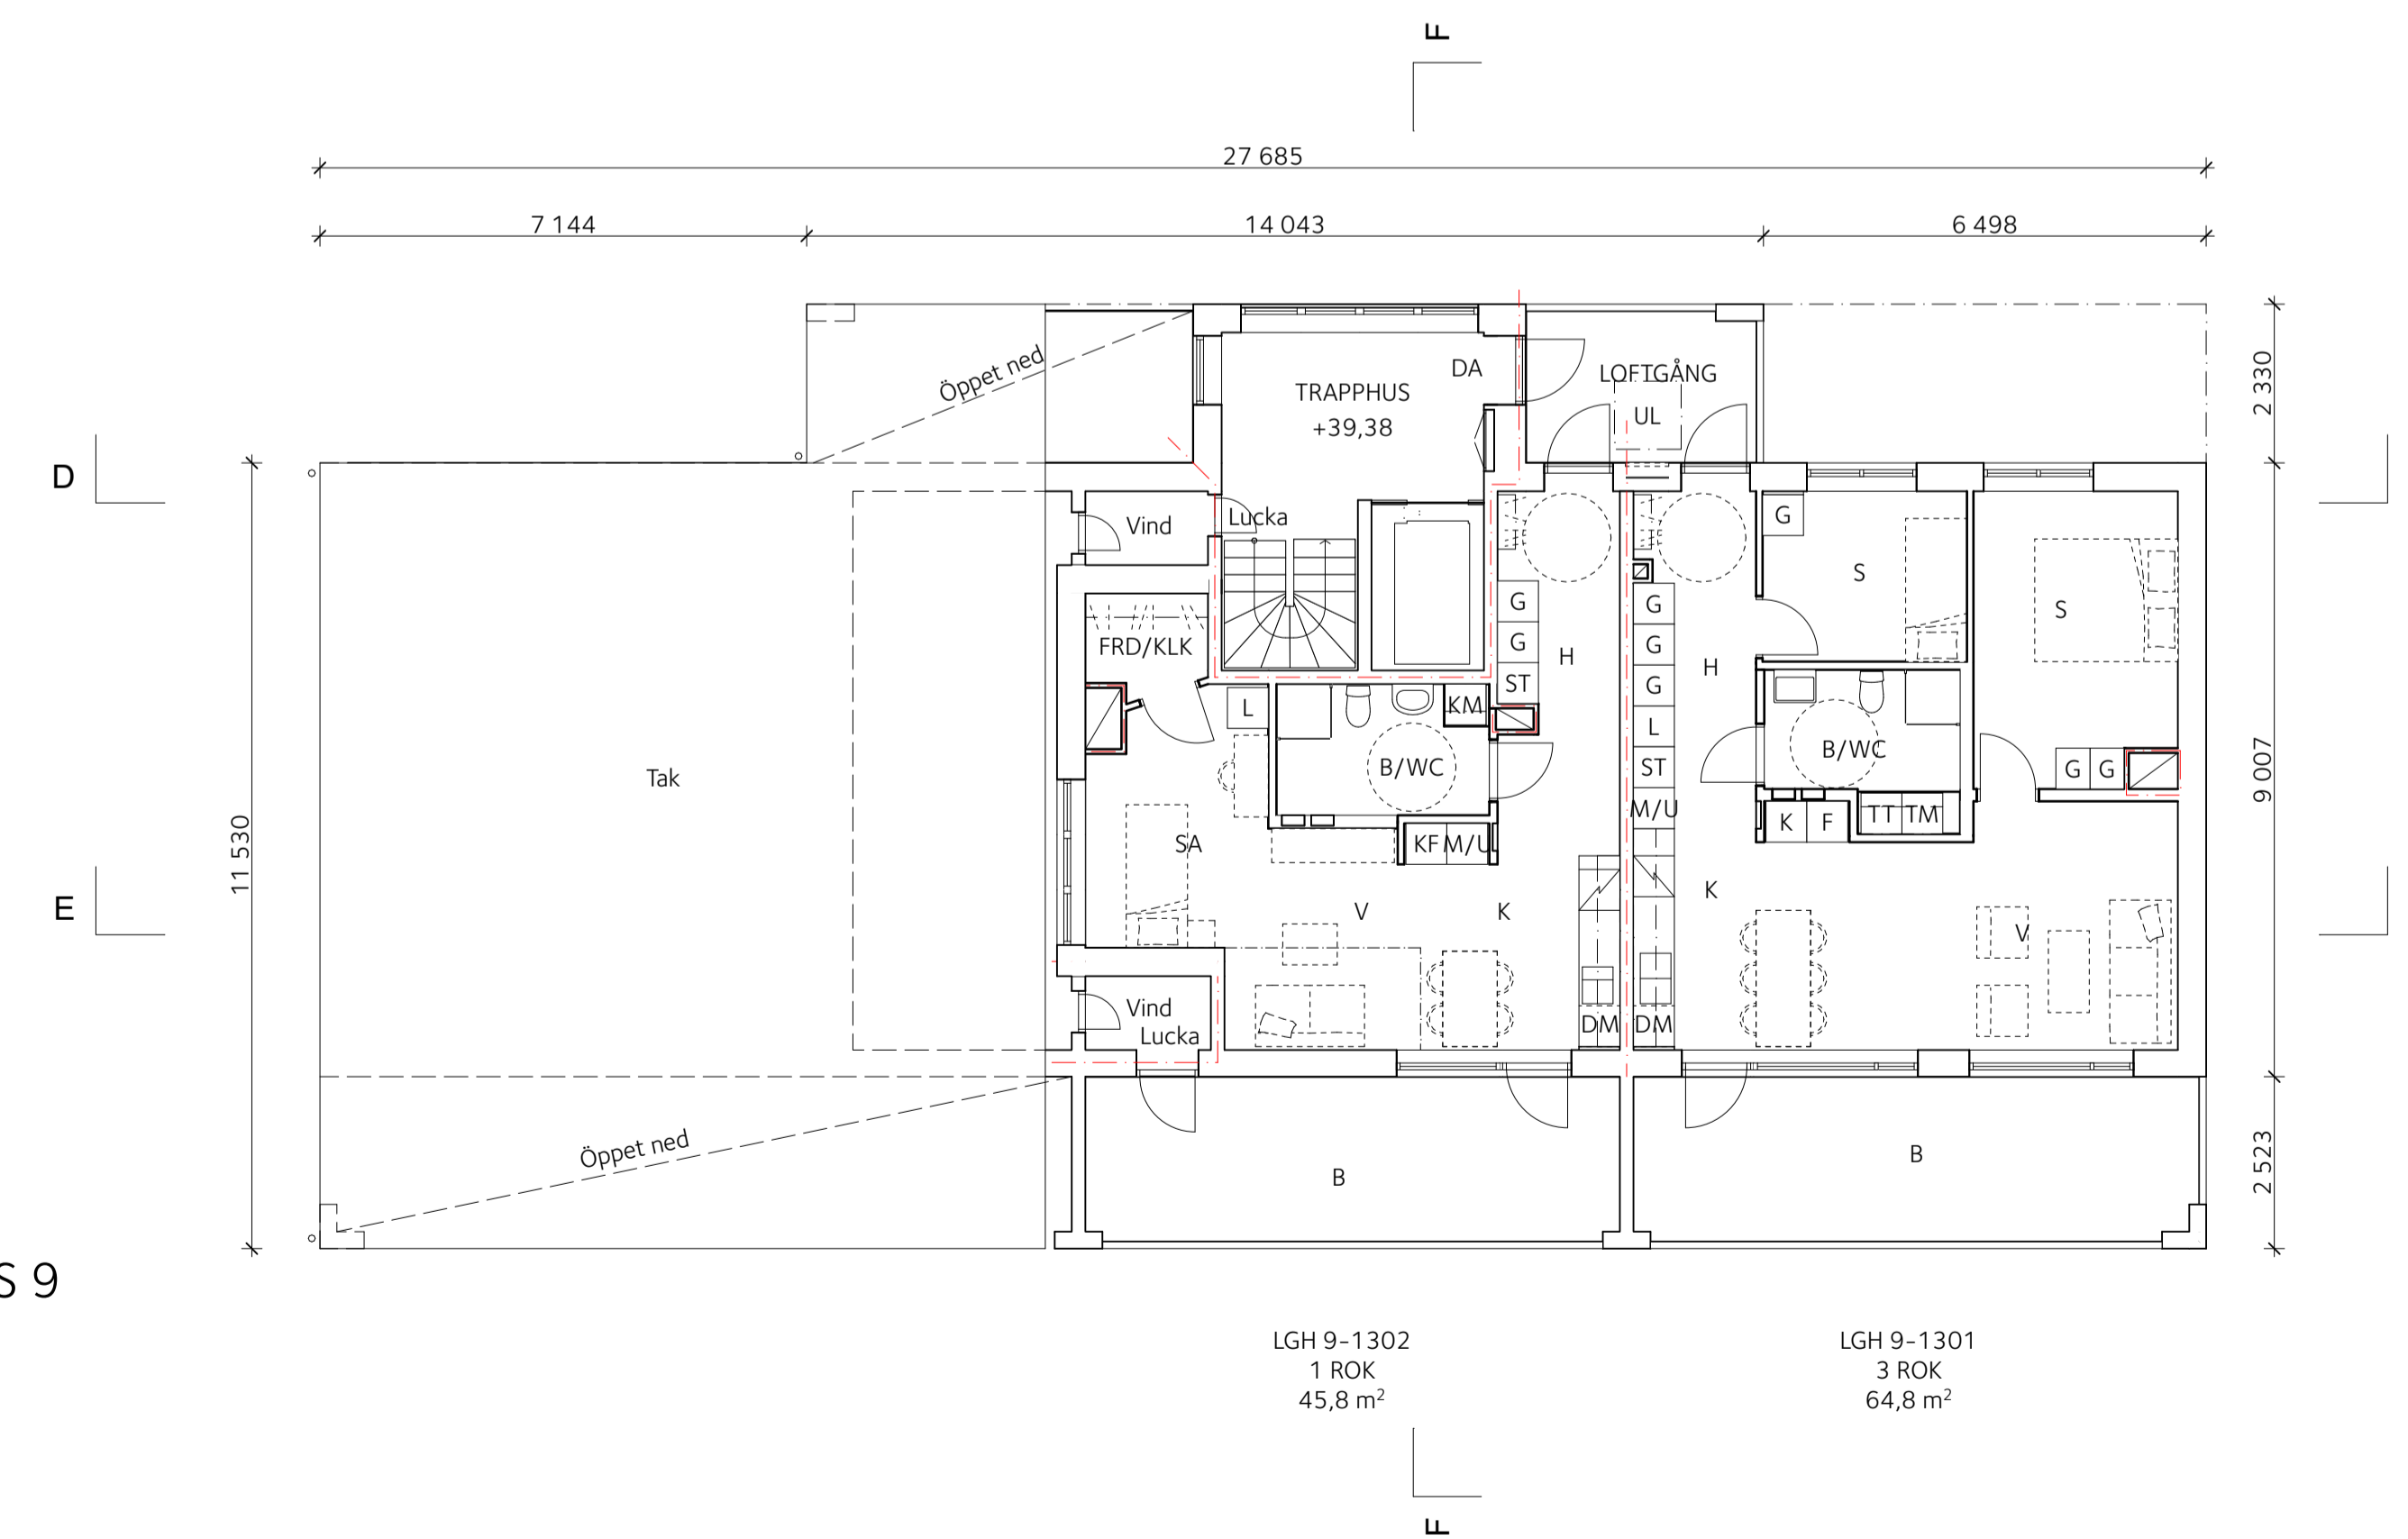 F
27 685
7 144
14 043
6 498
Öppet ned
DA
TRAPPHUS
+39,38
LOFTGÅNG
UL
2 330
D
Vind
Lucka
G
S
S
FRD/KLK
G
G
ST
H
G
G
G
L
ST
M/U
H
L
KM
B/WC
B/WC
G
G
9 007
Tak
11 530
SA
KF
M/U
K
F
TT
TM
E
V
K
K
V
Vind
Lucka
DM
DM
Öppet ned
B
B
2 523
S 9
LGH 9-1302
1 ROK
45,8 m²
LGH 9-1301
3 ROK
64,8 m²
F